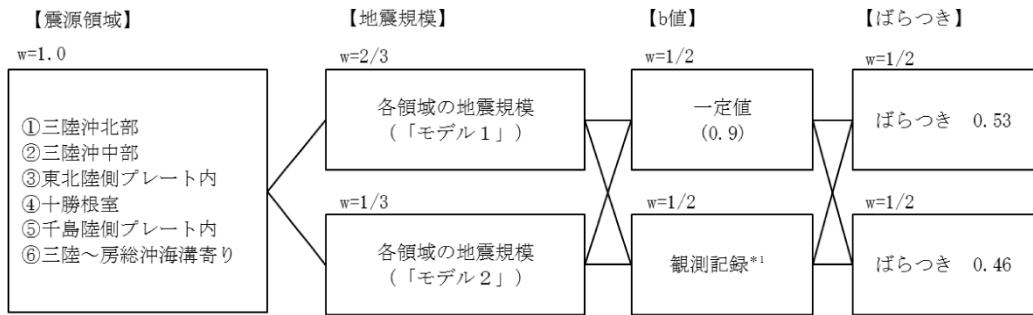 【震源領域】
【地震規模】
【b値】
【ばらつき】
w=1.0
w=2/3
w=1/2
w=1/2
①三陸沖北部
②三陸沖中部
③東北陸側プレート内
④十勝根室
⑤千島陸側プレート内
⑥三陸～房総沖海溝寄り
各領域の地震規模
(「モデル１」)
一定値
(0.9)
ばらつき 0.53
w=1/3
w=1/2
w=1/2
各領域の地震規模
(「モデル２」)
観測記録*1
ばらつき 0.46